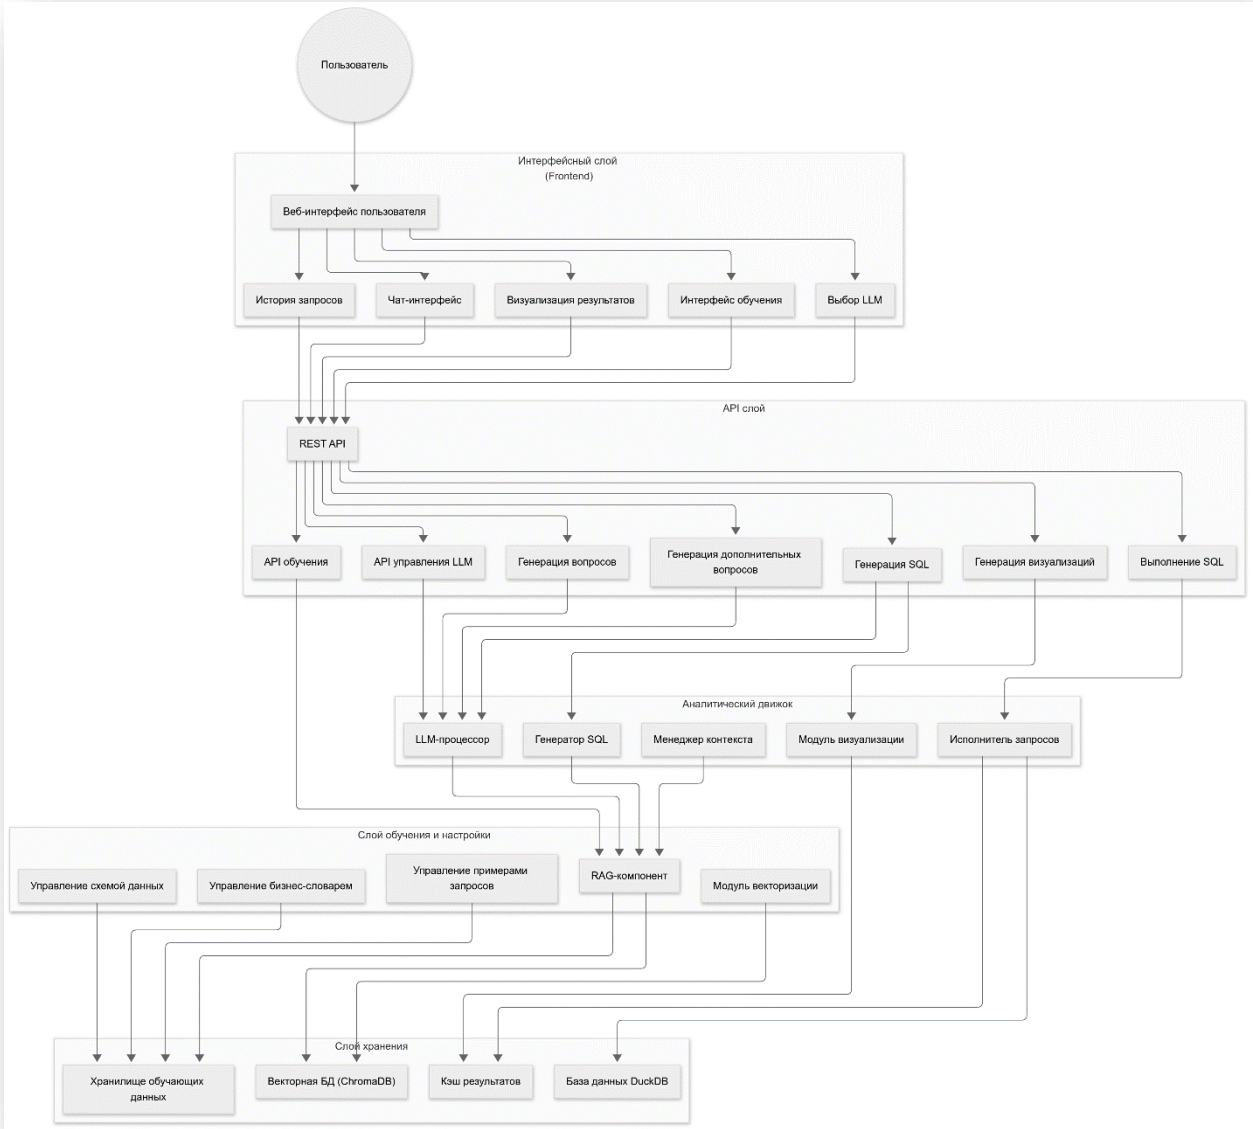 Пользователь
Интерфейсный слой
(Frontend)
Веб-интерфейс пользователя
История запросов
Чат-интерфейс
Визуализация результатов
Интерфейс обучения
Выбор LLM
API слой
REST API
API обучения
API управления LLM
Генерация вопросов
Генерация дополнительных
вопросов
Генерация SQL
Генерация визуализаций
Выполнение SQL
Аналитический движок
LLM-процессор
Генератор SQL
Менеджер контекста
Модуль визуализации
Исполнитель запросов
Слой обучения и настройки
Управление схемой данных
Управление бизнес-словарем
Управление примерами
запросов
RAG-компонент
Модуль векторизации
Слой хранения
Хранилище обучающих
данных
Векторная БД (ChromaDB)
Кэш результатов
База данных DuckDB